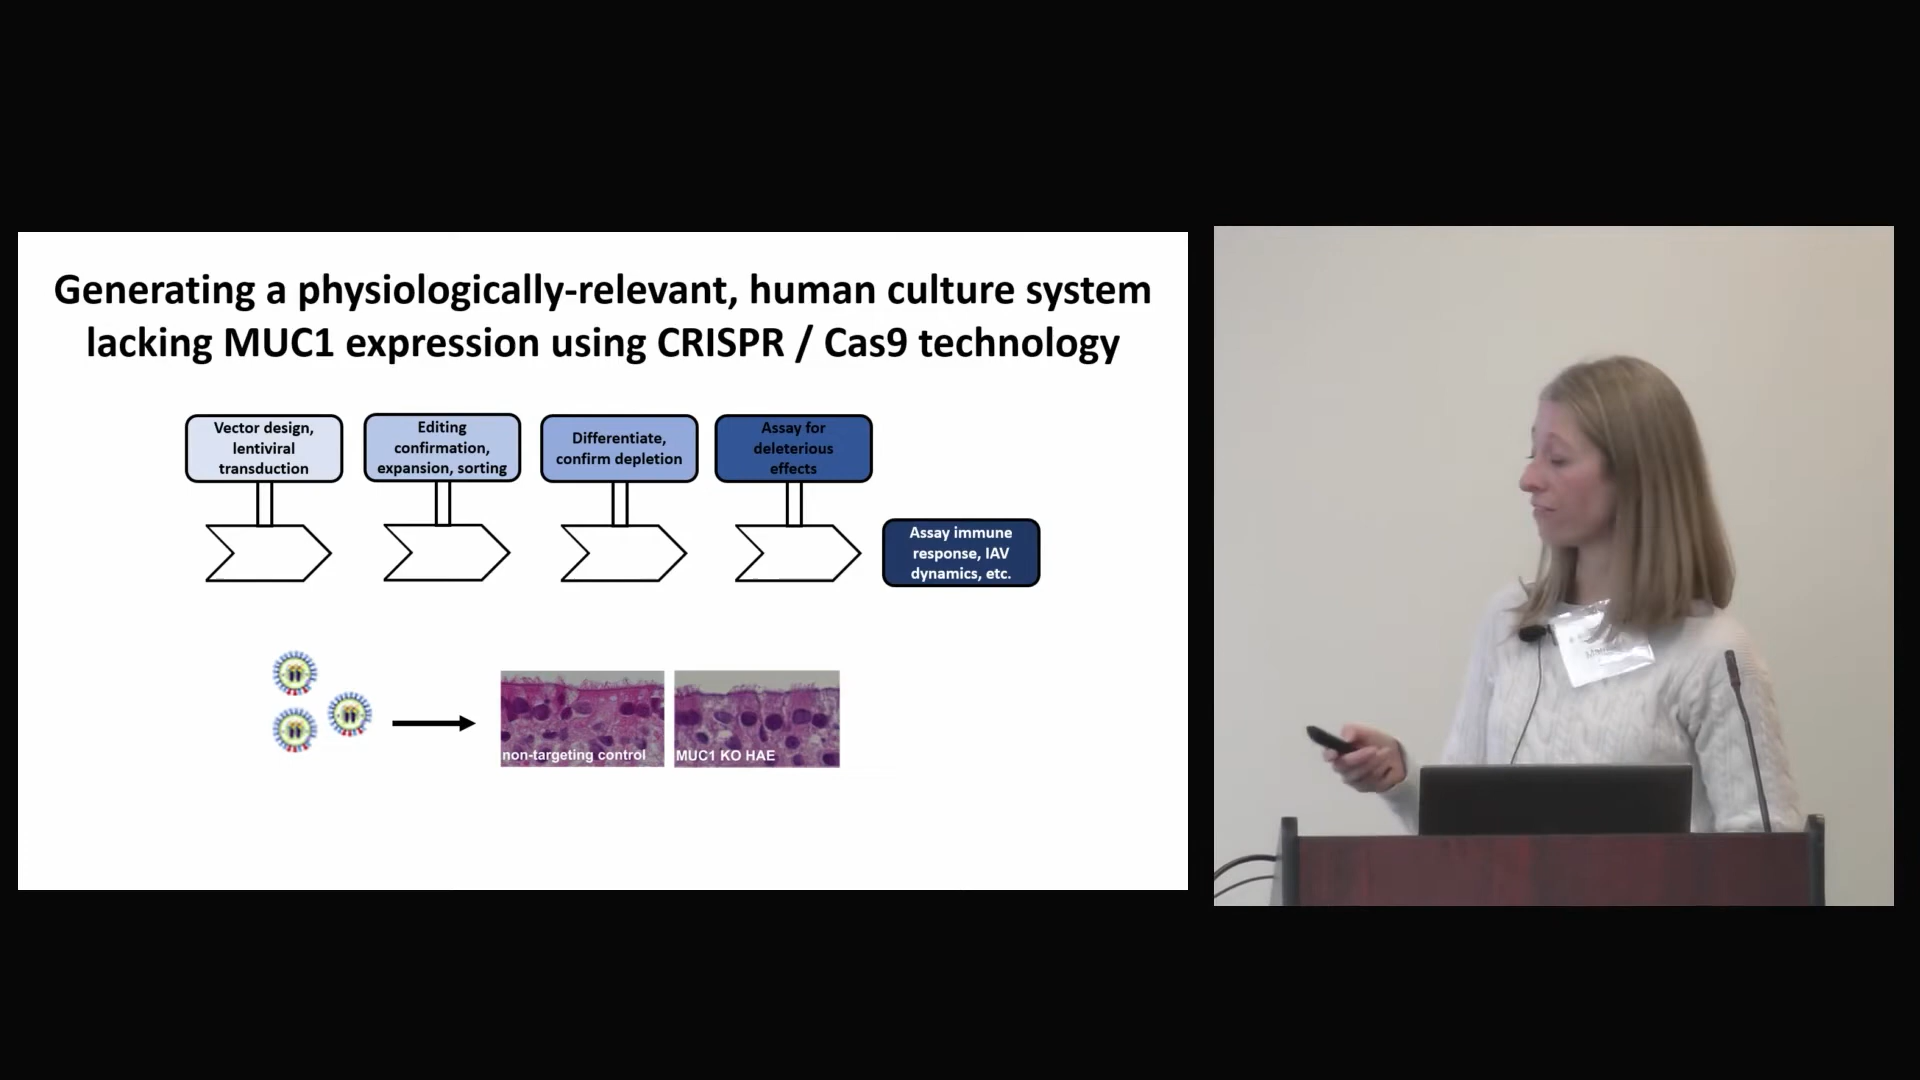 Generating a physiologically-relevant, human culture system
lacking MUC1 expression using CRISPR / Cas9 technology
Vector design,
lentiviral
transduction
Editing
confirmation,
expansion, sorting
Differentiate,
confirm depletion
Assay for
deleterious
effects
Assay immune
response, IAV
dynamics, etc.
non-targeting control
MUC1 KO HAE